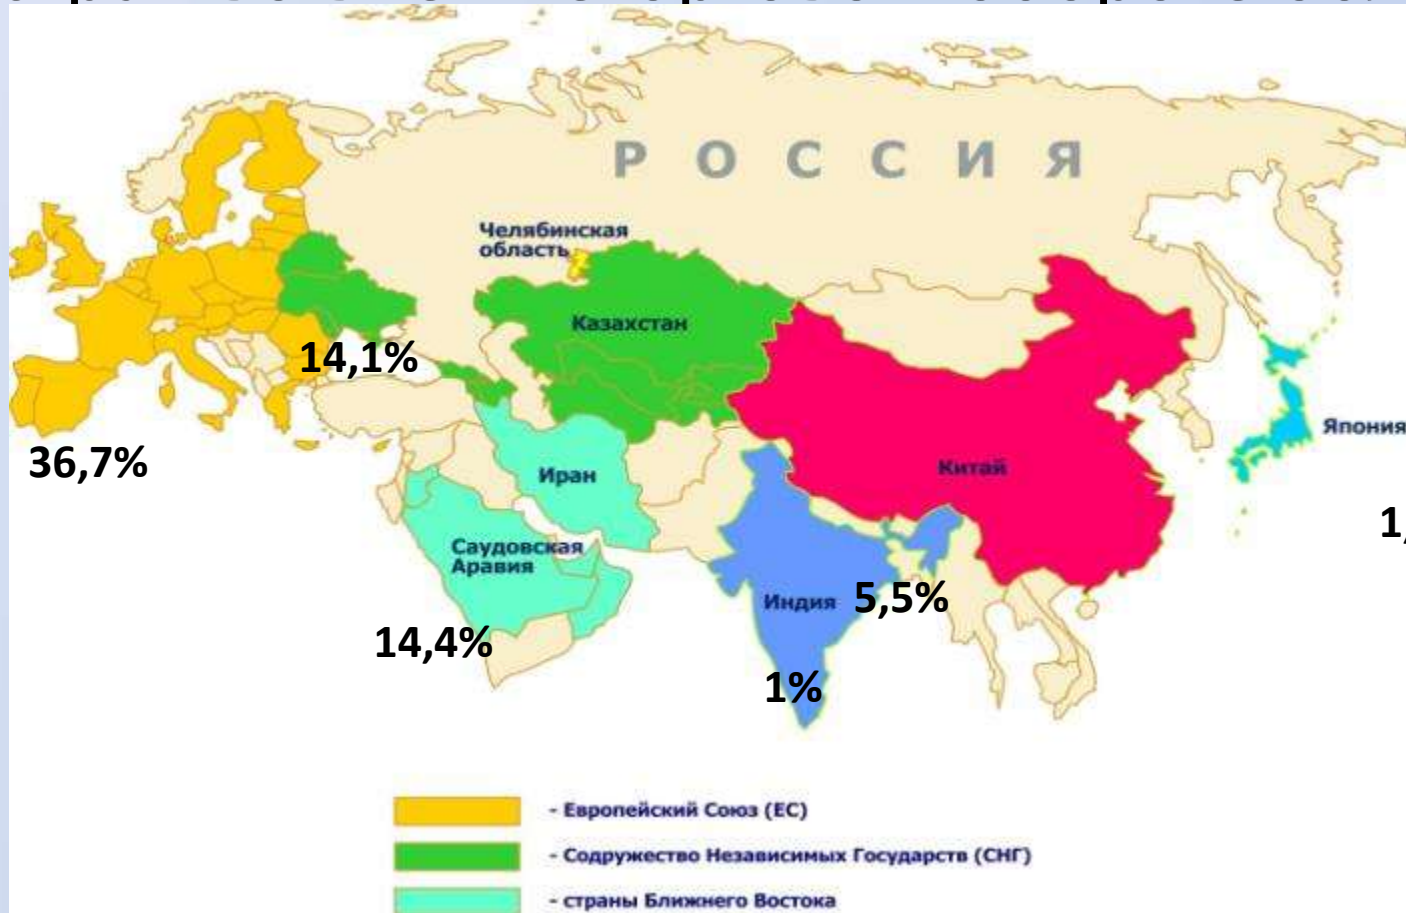 Р О С С И Я
Челябинская
область
Казахстан
14,1%
36,7%
Япония
Китай
Иран
Саудовская
Аравия
Индия
5,5%
14,4%
1%
- Европейский Союз (ЕС)
- Содружество Независимых Государств (СНГ)
- страны Ближнего Востока